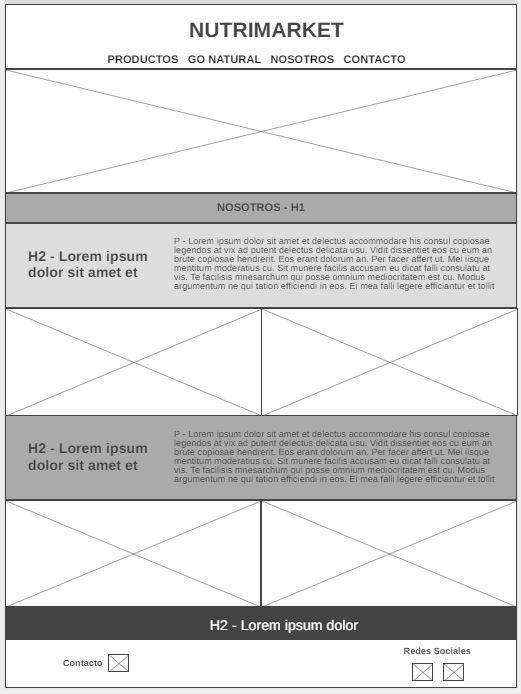 NUTRIMARKET
PRODUCTOS GO NATURAL NOSOTROS CONTACTO
NOSOTROS - H1
H2 - Lorem ipsum
dolor sit amet et
P - Lorem ipsum dolor sit amet et delectus accommodare his consul copiosae
legendos at vix ad putent delectus delicata usu. Vidit dissentiet eos cu eum an
brute copiosae hendrerit. Eos erant dolorum an. Per facer affert ut. Mei iisque
mentitum moderatius cu. Sit munere facilis accusam eu dicat falli consulatu at
vis. Te facilisis mnesarchum qui posse omnium mediocritatem est cu. Modus
argumentum ne qui tation efficiendi in eos. Ei mea falli legere efficiantur et tollit
H2 - Lorem ipsum
dolor sit amet et
P - Lorem ipsum dolor sit amet et delectus accommodare his consul copiosae
legendos at vix ad putent delectus delicata usu. Vidit dissentiet eos cu eum an
brute copiosae hendrerit. Eos erant dolorum an. Per facer affert ut. Mei iisque
mentitum moderatius cu. Sit munere facilis accusam eu dicat falli consulatu at
vis. Te facilisis mnesarchum qui posse omnium mediocritatem est cu. Modus
argumentum ne qui tation efficiendi in eos. Ei mea falli legere efficiantur et tollit
H2 - Lorem ipsum dolor
Contacto
Redes Sociales